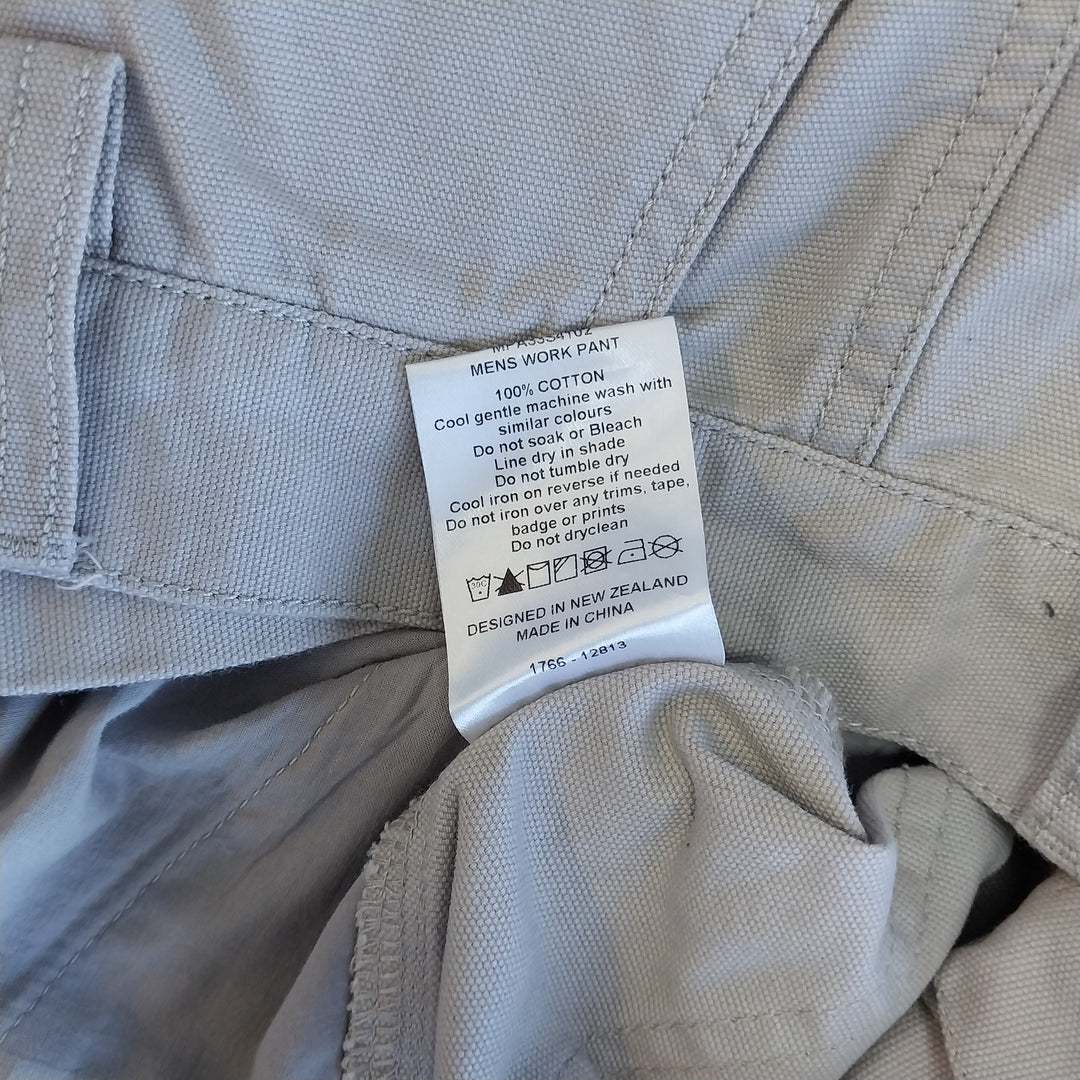 MENS WORK PANT
100% COTTON
Cool gentle machine wash with
similar colours
Do not soak or Bleach
Line dry in shade
Do not tumble dry
Cool iron on reverse if needed
Do not iron over any trims, tape,
badge or prints
Do not dryclean
30C
DESIGNED IN NEW ZEALAND
MADE IN CHINA
1766 - 12813